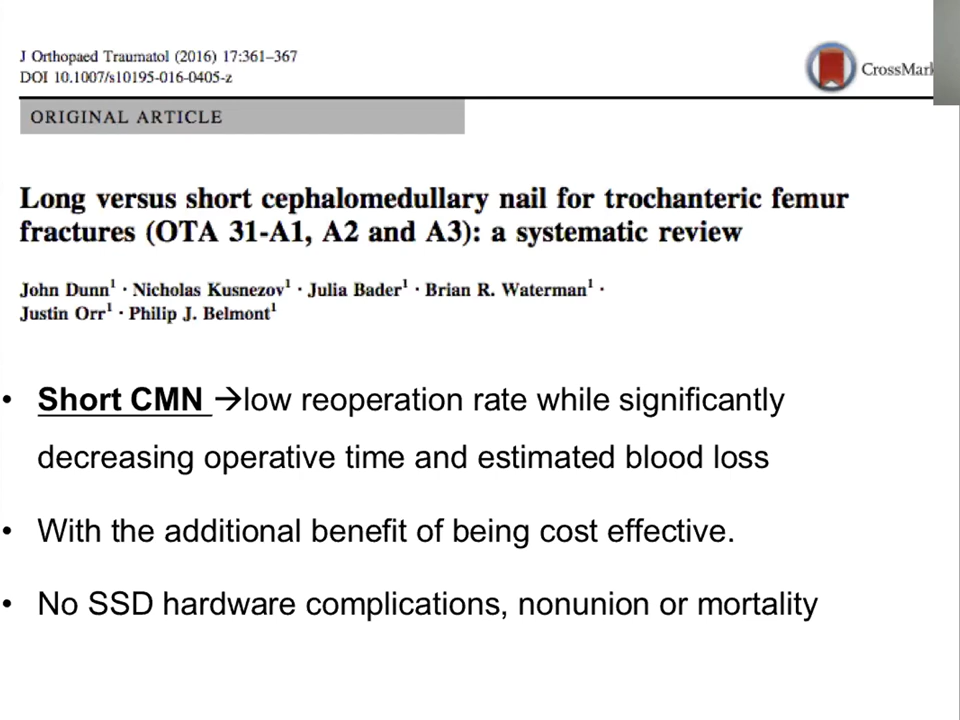 J Orthopaed Traumatol (2016) 17:361–367
DOI 10.1007/s10195-016-0405-z
CrossMark
ORIGINAL ARTICLE
Long versus short cephalomedullary nail for trochanteric femur
fractures (OTA 31-A1, A2 and A3): a systematic review
John Dunn¹ · Nicholas Kusnezov¹ · Julia Bader¹ · Brian R. Waterman¹ ·
Justin Orr¹ · Philip J. Belmont¹
• Short CMN →low reoperation rate while significantly
decreasing operative time and estimated blood loss
• With the additional benefit of being cost effective.
• No SSD hardware complications, nonunion or mortality